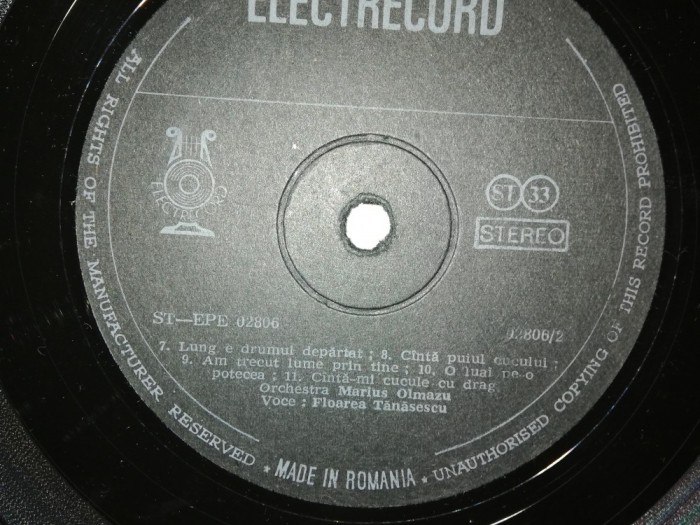 ELECTRECORD
ALL RIGHTS OF THE MANUFACTURER RESERVED ★ MADE IN ROMANIA ★ UNAUTHORISED COPYING OF THIS RECORD PROHIBITED
ELECTRECORD
ST 33
STEREO
ST—EPE 02806
02806/2
7. Lung e drumul depărtat ; 8. Cîntă puiul cucului ;
9. Am trecut lume prin tine ; 10. O luai pe-o
potecea ; 11. Cîntă-mi cucule cu drag.
Orchestra Marius Olmazu
Voce : Floarea Tănăsescu